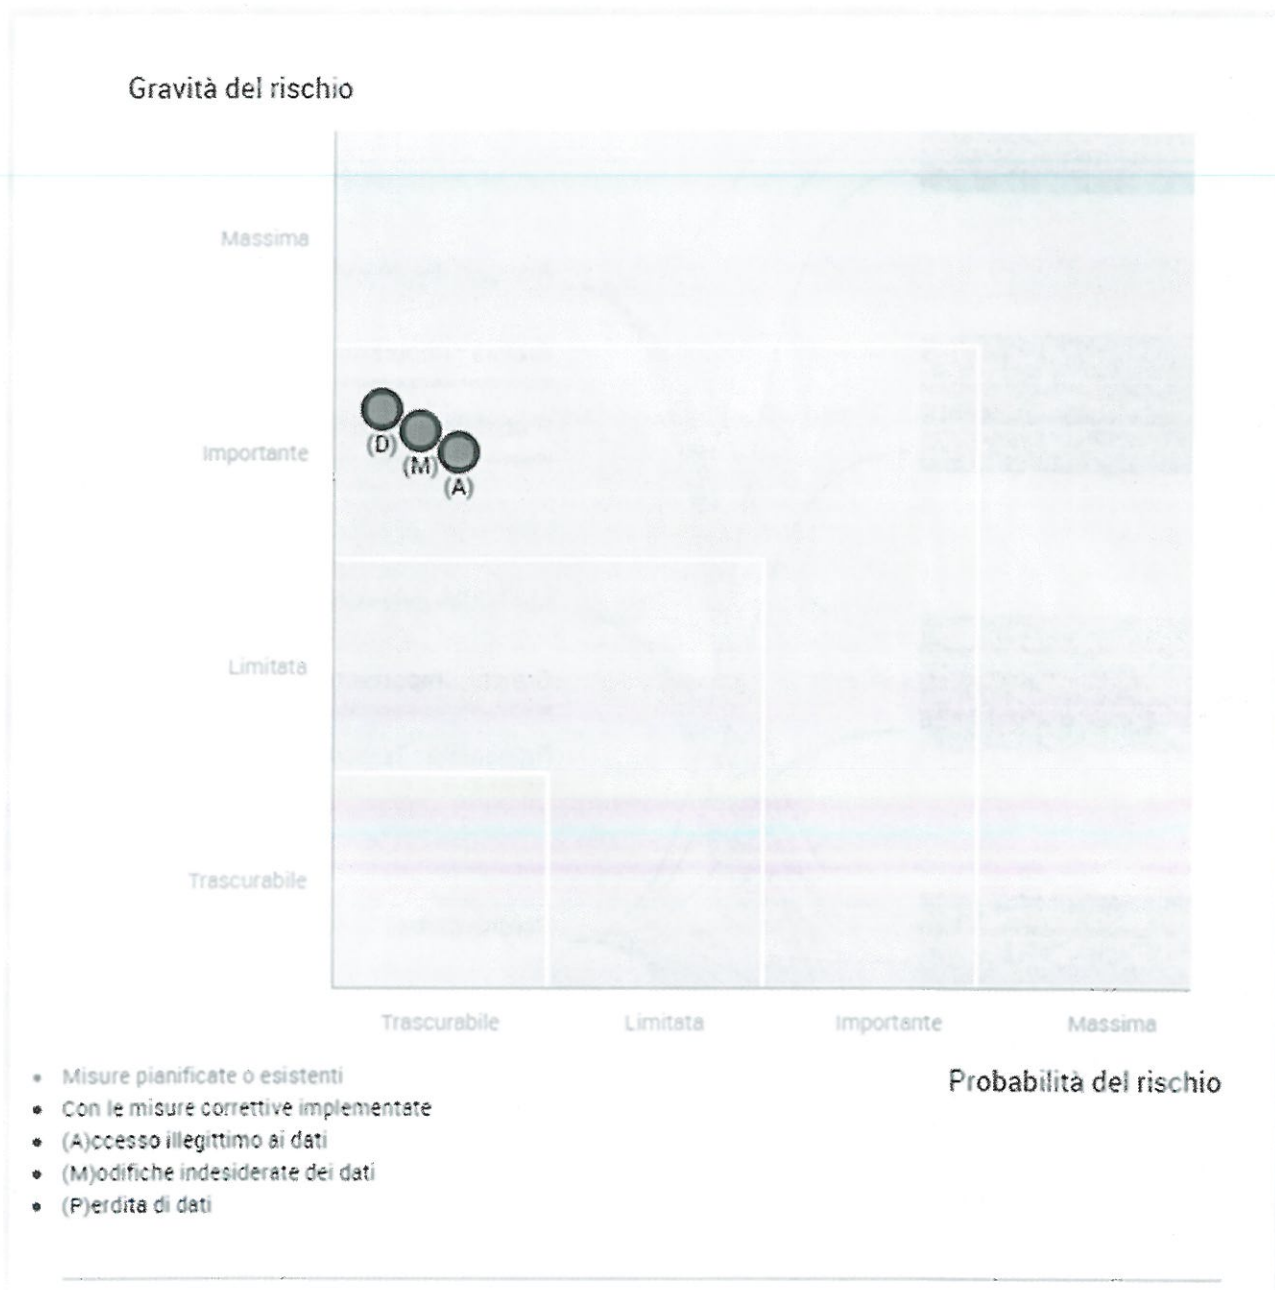 Gravità del rischio
Massima
Importante
(D)
(M)
(A)
Limitata
Trascurabile
Trascurabile Limitata Importante Massima
Probabilità del rischio
Misure pianificate o esistenti
Con le misure correttive implementate
(A)ccesso illegittimo ai dati
(M)odifiche indesiderate dei dati
(P)erdita di dati